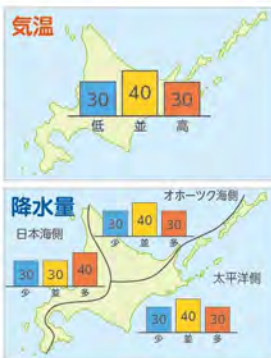 気温
30 40 30
低 並 高
降水量
オホーツク海側
30 40 30
少 並 多
日本海側
30 30 40
少 並 多
太平洋側
30 40 30
少 並 多